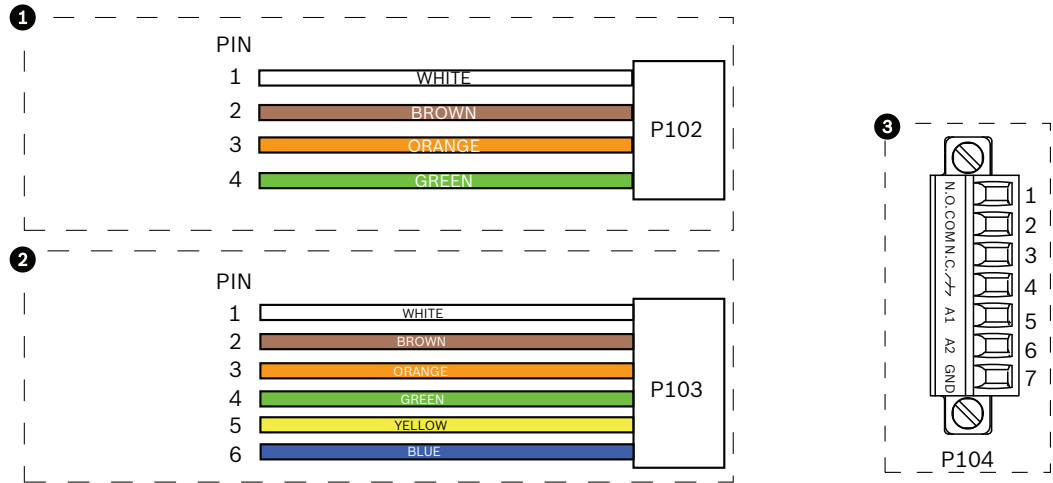 1
PIN
1 WHITE
2 BROWN
3 ORANGE
4 GREEN
P102
2
PIN
1 WHITE
2 BROWN
3 ORANGE
4 GREEN
5 YELLOW
6 BLUE
P103
3
N.O. 1
COM 2
N.C. 3
4
A1 5
A2 6
GND 7
P104